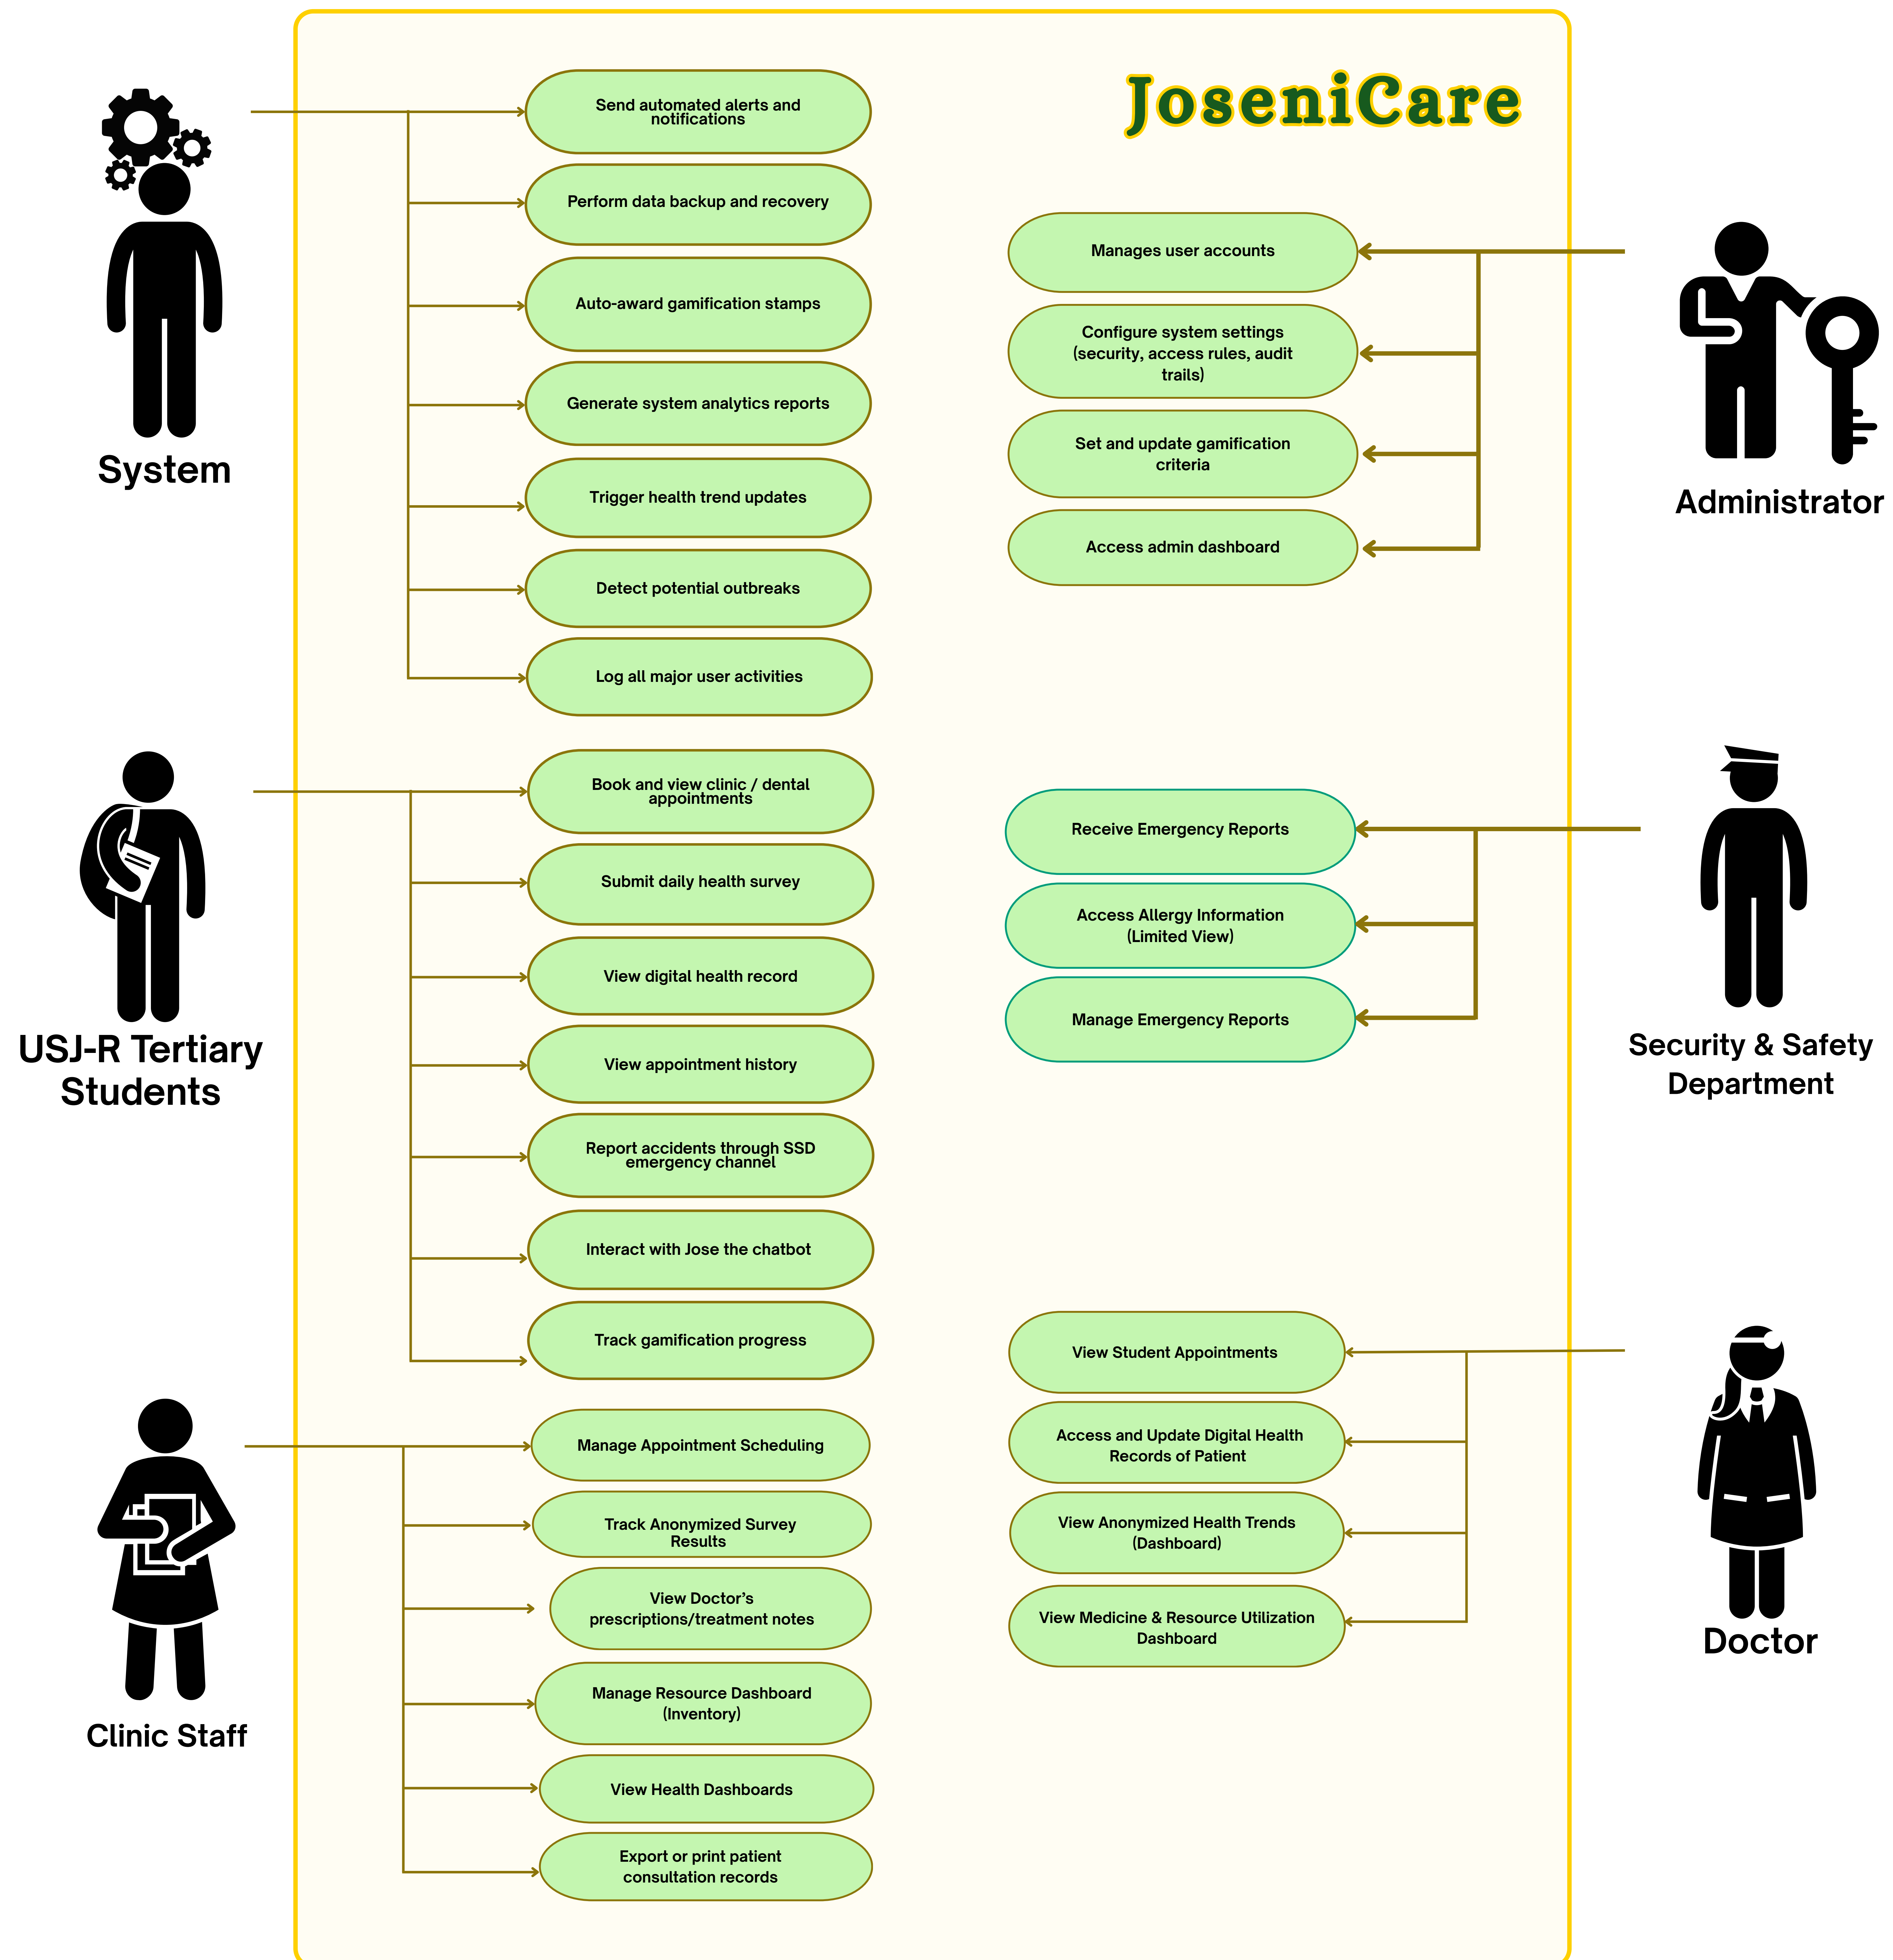 JoseniCare
Send automated alerts and
notifications
Perform data backup and recovery
Auto-award gamification stamps
Generate system analytics reports
Trigger health trend updates
Detect potential outbreaks
Log all major user activities
System
Manages user accounts
Configure system settings
(security, access rules, audit
trails)
Set and update gamification
criteria
Access admin dashboard
Administrator
Book and view clinic / dental
appointments
Submit daily health survey
View digital health record
View appointment history
Report accidents through SSD
emergency channel
Interact with Jose the chatbot
Track gamification progress
USJ-R Tertiary
Students
Receive Emergency Reports
Access Allergy Information
(Limited View)
Manage Emergency Reports
Security & Safety
Department
Manage Appointment Scheduling
Track Anonymized Survey
Results
View Doctor’s
prescriptions/treatment notes
Manage Resource Dashboard
(Inventory)
View Health Dashboards
Export or print patient
consultation records
Clinic Staff
View Student Appointments
Access and Update Digital Health
Records of Patient
View Anonymized Health Trends
(Dashboard)
View Medicine & Resource Utilization
Dashboard
Doctor